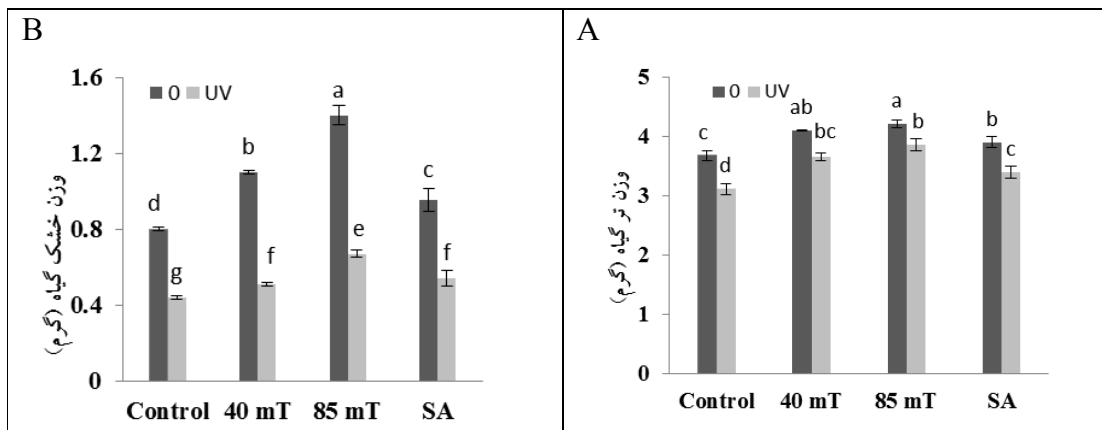 B
1.6
1.2
0.8
0.4
0
وزن خشک گیاه (گرم)
0 UV
d
g
b
f
a
e
c
f
Control 40 mT 85 mT SA
A
5
4
3
2
1
0
وزن تر گیاه (گرم)
0 UV
c
d
ab
bc
a
b
b
c
Control 40 mT 85 mT SA